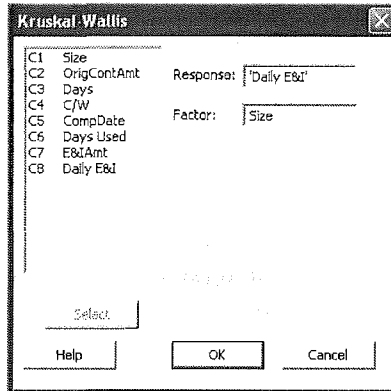 Kruskal-Wallis
C1 Size
C2 OrigContAmt
C3 Days
C4 C/W
C5 CompDate
C6 Days Used
C7 E&IAmt
C8 Daily E&I
Response: 'Daily E&I'
Factor: Size
Select
Help OK Cancel